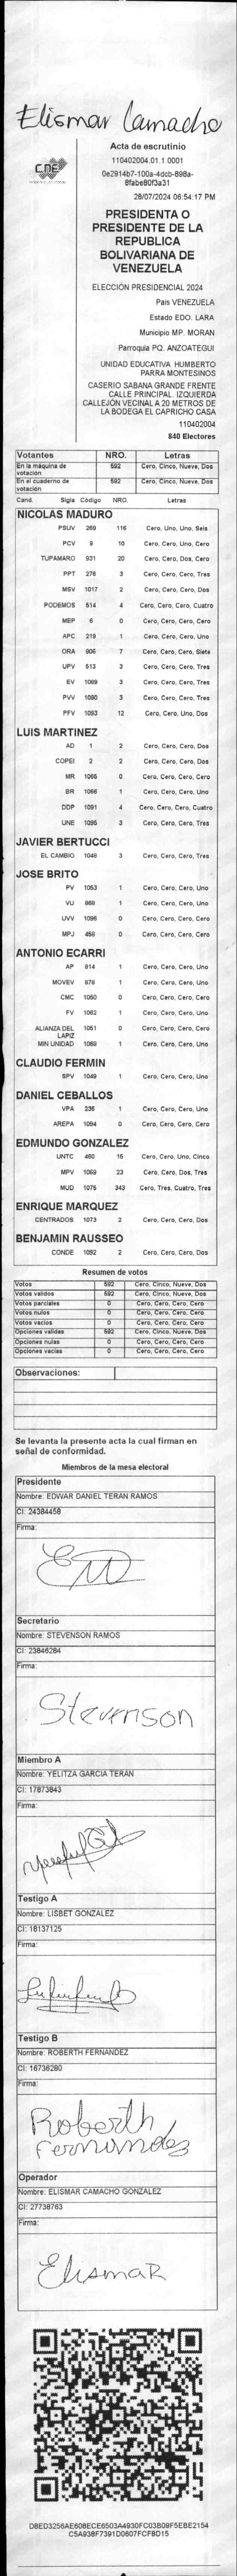 Elismar Camacho
Acta de escrutinio
110402004.01.1.0001
CNE
0e2914b7-100a-4dcb-898a-
8fabe80f3a31
28/07/2024 06:54:17 PM
PRESIDENTA O
PRESIDENTE DE LA
REPUBLICA
BOLIVARIANA DE
VENEZUELA
ELECCIÓN PRESIDENCIAL 2024
Pais VENEZUELA
Estado EDO. LARA
Municipio MP. MORAN
Parroquia PQ. ANZOATEGUI
UNIDAD EDUCATIVA HUMBERTO
PARRA MONTESINOS
CASERIO SABANA GRANDE FRENTE
CALLE PRINCIPAL IZQUIERDA
CALLEJÓN VECINAL A 20 METROS DE
LA BODEGA EL CAPRICHO CASA
110402004
840 Electores
Votantes NRO. Letras
En la máquina de votación 592 Cero, Cinco, Nueve, Dos
En el cuaderno de votación 592 Cero, Cinco, Nueve, Dos
Cand. Sigla Código NRO. Letras
NICOLAS MADURO
PSUV 269 116 Cero, Uno, Uno, Seis
PCV 9 10 Cero, Cero, Uno, Cero
TUPAMARO 931 20 Cero, Cero, Dos, Cero
PPT 276 3 Cero, Cero, Cero, Tres
MSV 1017 2 Cero, Cero, Cero, Dos
PODEMOS 514 4 Cero, Cero, Cero, Cuatro
MEP 6 0 Cero, Cero, Cero, Cero
APC 219 1 Cero, Cero, Cero, Uno
ORA 906 7 Cero, Cero, Cero, Siete
UPV 513 3 Cero, Cero, Cero, Tres
EV 1089 3 Cero, Cero, Cero, Tres
PVV 1090 3 Cero, Cero, Cero, Tres
PFV 1093 12 Cero, Cero, Uno, Dos
LUIS MARTINEZ
AD 1 2 Cero, Cero, Cero, Dos
COPEI 2 2 Cero, Cero, Cero, Dos
MR 1065 0 Cero, Cero, Cero, Cero
BR 1066 1 Cero, Cero, Cero, Uno
DDP 1091 4 Cero, Cero, Cero, Cuatro
UNE 1095 3 Cero, Cero, Cero, Tres
JAVIER BERTUCCI
EL CAMBIO 1048 3 Cero, Cero, Cero, Tres
JOSE BRITO
PV 1053 1 Cero, Cero, Cero, Uno
VU 868 1 Cero, Cero, Cero, Uno
UVV 1096 0 Cero, Cero, Cero, Cero
MPJ 458 0 Cero, Cero, Cero, Cero
ANTONIO ECARRI
AP 814 1 Cero, Cero, Cero, Uno
MOVEV 878 1 Cero, Cero, Cero, Uno
CMC 1050 0 Cero, Cero, Cero, Cero
FV 1062 1 Cero, Cero, Cero, Uno
ALIANZA DEL LAPIZ 1051 0 Cero, Cero, Cero, Cero
MIN UNIDAD 1068 1 Cero, Cero, Cero, Uno
CLAUDIO FERMIN
SPV 1049 1 Cero, Cero, Cero, Uno
DANIEL CEBALLOS
VPA 236 1 Cero, Cero, Cero, Uno
AREPA 1094 0 Cero, Cero, Cero, Cero
EDMUNDO GONZALEZ
UNTC 460 15 Cero, Cero, Uno, Cinco
MPV 1069 23 Cero, Cero, Dos, Tres
MUD 1075 343 Cero, Tres, Cuatro, Tres
ENRIQUE MARQUEZ
CENTRADOS 1073 2 Cero, Cero, Cero, Dos
BENJAMIN RAUSSEO
CONDE 1092 2 Cero, Cero, Cero, Dos
Resumen de votos
Votos 592 Cero, Cinco, Nueve, Dos
Votos validos 592 Cero, Cinco, Nueve, Dos
Votos parciales 0 Cero, Cero, Cero, Cero
Votos nulos 0 Cero, Cero, Cero, Cero
Votos vacios 0 Cero, Cero, Cero, Cero
Opciones validas 592 Cero, Cinco, Nueve, Dos
Opciones nulas 0 Cero, Cero, Cero, Cero
Opciones vacias 0 Cero, Cero, Cero, Cero
Observaciones:
Se levanta la presente acta la cual firman en
señal de conformidad.
Miembros de la mesa electoral
Presidente
Nombre: EDWAR DANIEL TERAN RAMOS
CI: 24384458
Firma:
Secretario
Nombre: STEVENSON RAMOS
CI: 23846284
Firma:
Stevenson
Miembro A
Nombre: YELITZA GARCIA TERAN
CI: 17873843
Firma:
Testigo A
Nombre: LISBET GONZALEZ
CI: 18137125
Firma:
Testigo B
Nombre: ROBERTH FERNANDEZ
CI: 16736280
Firma:
Roberth
Fernández
Operador
Nombre: ELISMAR CAMACHO GONZALEZ
CI: 27738763
Firma:
Elismar
D8ED3256AE608ECE6503A4930FC03B09F5EBE2154
C5A938F7391D0607FCF8D15